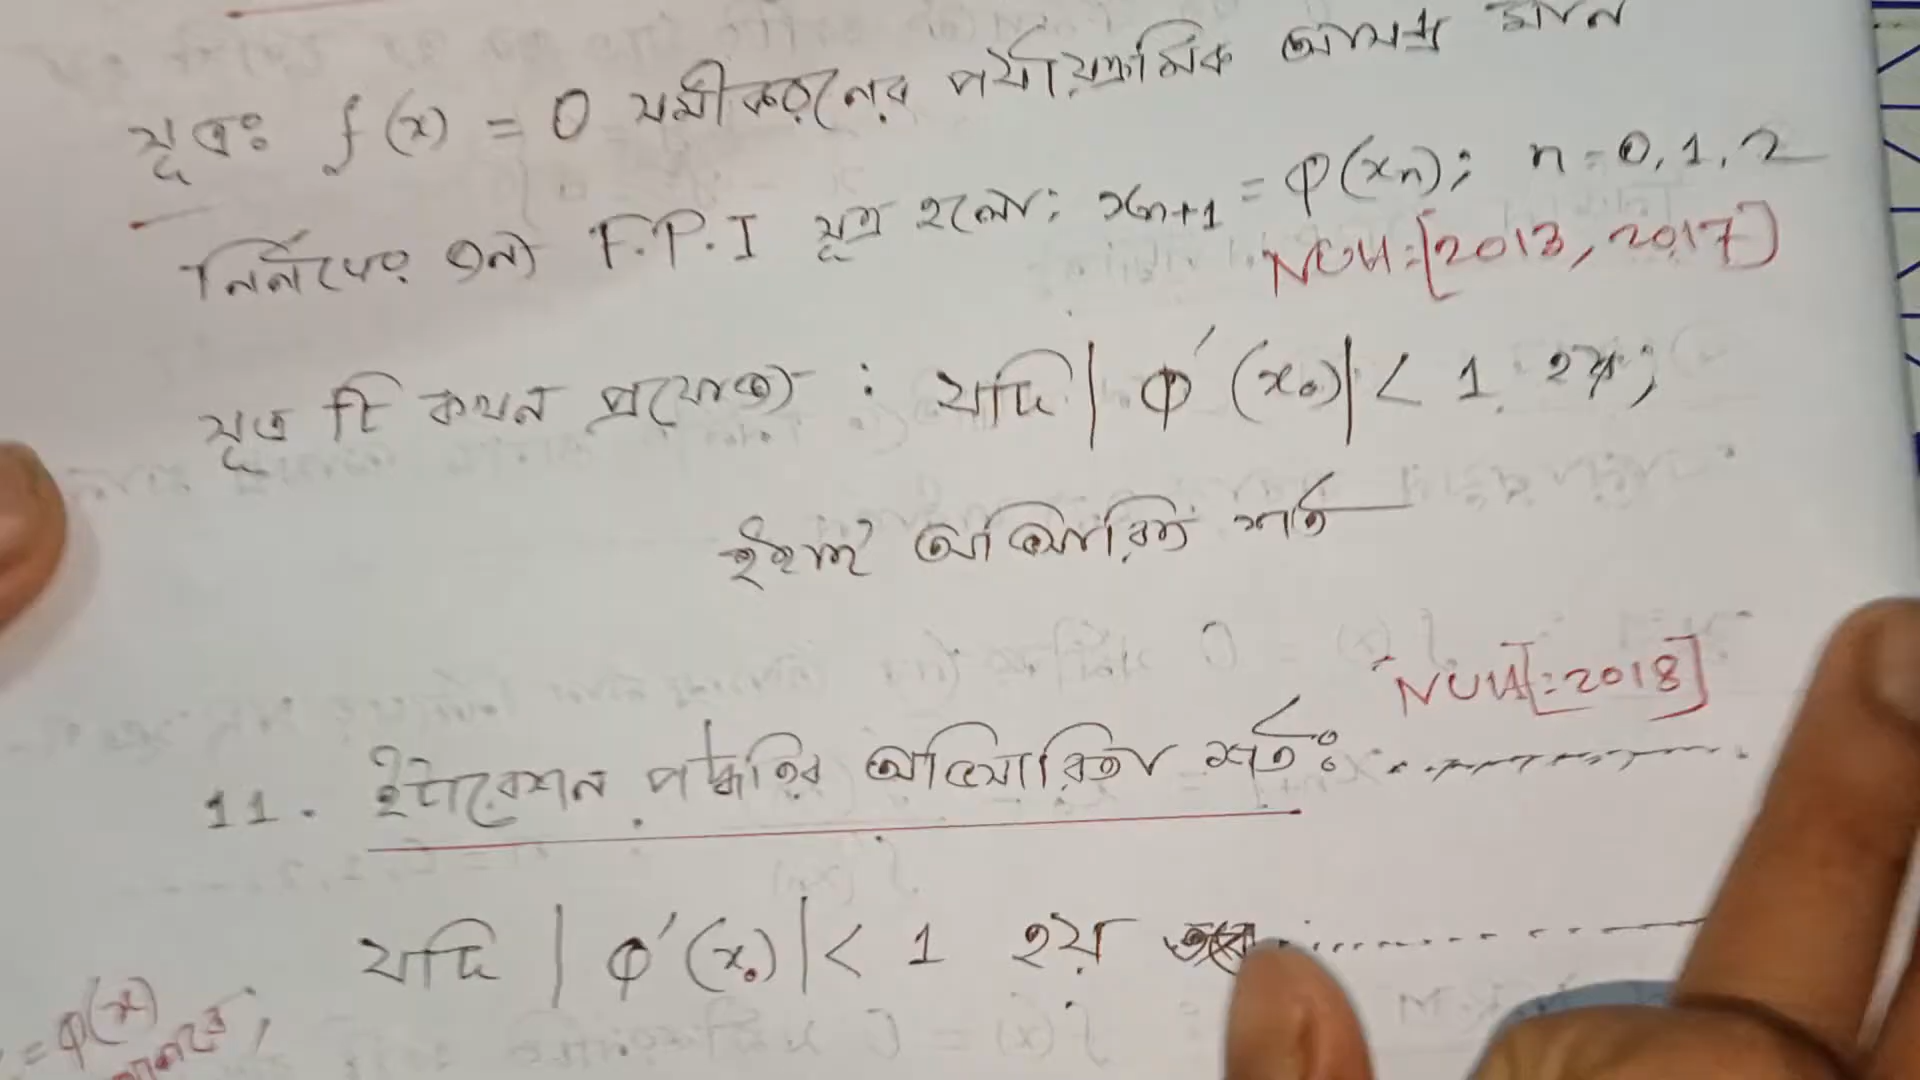 সূত্রঃ f(x) = 0 সমীকরনের পর্যায়ক্রমিক আসন্ন মান
নির্নয়ের জন্য F.P.I সূত্র হলো: xn+1 = φ(xn); n = 0, 1, 2
NUH:[2013, 2017]
সূত্র টি কখন প্রযোজ্য : যদি |φ′(x₀)| < 1 হয়;
ইহাই অভিসারিতা শর্ত
NUH[:2018]
11. ইটারেশন পদ্ধতির অভিসারিতার শর্তঃ
যদি |φ′(x₀)| < 1 হয়
= φ(x)